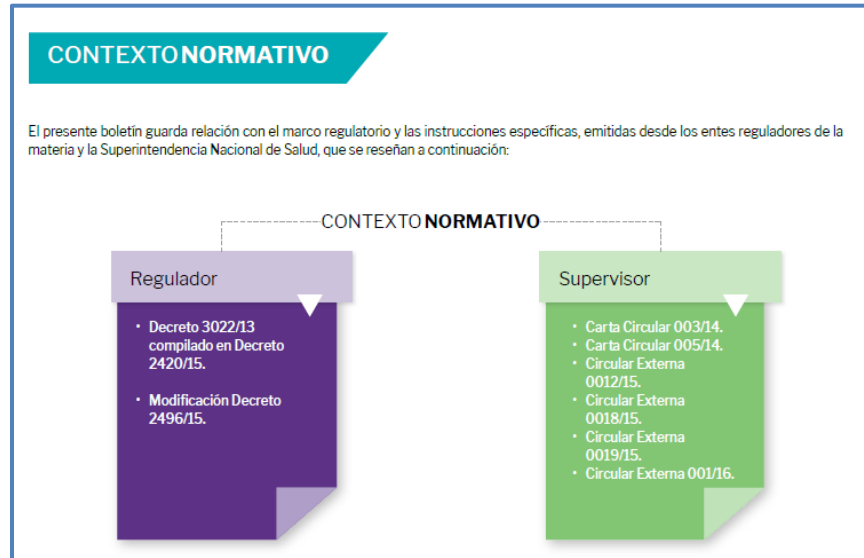 CONTEXTO NORMATIVO
El presente boletín guarda relación con el marco regulatorio y las instrucciones específicas, emitidas desde los entes reguladores de la
materia y la Superintendencia Nacional de Salud, que se reseñan a continuación:
CONTEXTO NORMATIVO
Regulador
• Decreto 3022/13
compilado en Decreto
2420/15.
• Modificación Decreto
2496/15.
Supervisor
• Carta Circular 003/14.
• Carta Circular 005/14.
• Circular Externa
0012/15.
• Circular Externa
0018/15.
• Circular Externa
0019/15.
• Circular Externa 001/16.